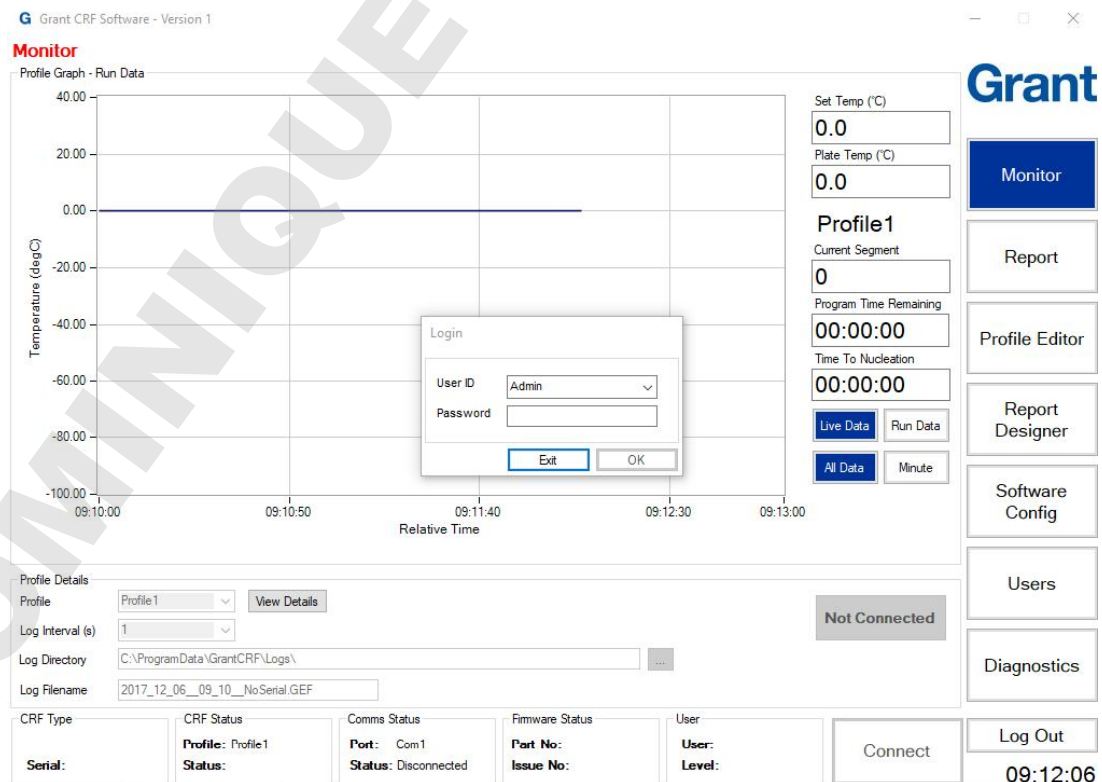 G Grant CRF Software - Version 1
Monitor
Profile Graph - Run Data
40.00
20.00
0.00
-20.00
-40.00
-60.00
-80.00
-100.00
Temperature (degC)
09:10:00 09:10:50 09:11:40 09:12:30 09:13:00
Relative Time
Set Temp (°C)
0.0
Plate Temp (°C)
0.0
Profile1
Current Segment
0
Program Time Remaining
00:00:00
Time To Nucleation
00:00:00
Live Data Run Data
All Data Minute
Login
User ID Admin
Password
Exit OK
Grant
Monitor
Report
Profile Editor
Report
Designer
Software
Config
Users
Diagnostics
Log Out
09:12:06
Profile Details
Profile Profile1 View Details
Log Interval (s) 1
Log Directory C:\ProgramData\GrantCRF\Logs\ ...
Log Filename 2017_12_06__09_10__NoSerial.GEF
Not Connected
CRF Type
Serial:
CRF Status
Profile: Profile1
Status:
Comms Status
Port: Com1
Status: Disconnected
Firmware Status
Part No:
Issue No:
User
User:
Level:
Connect
OMINIQUE